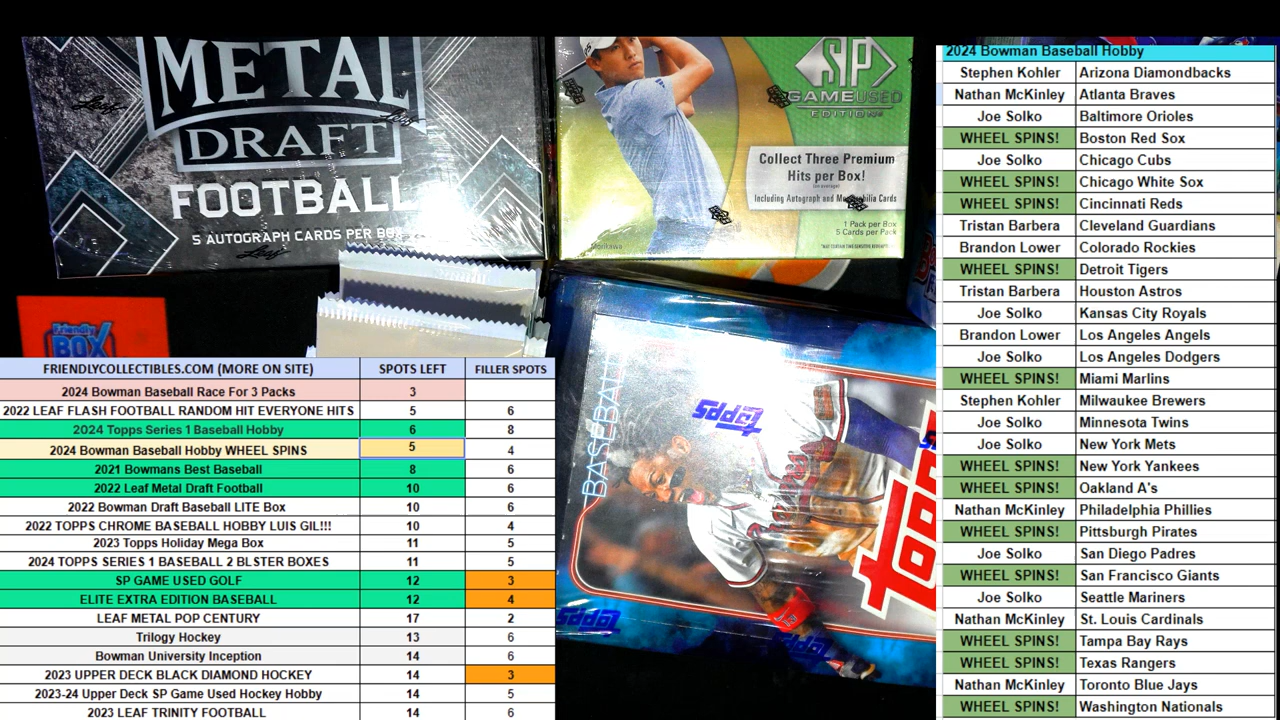 METAL
DRAFT
FOOTBALL
5 AUTOGRAPH CARDS PER BOX
Leaf
SP
GAME USED
EDITION
Collect Three Premium
Hits per Box!
Including Autograph and Memorabilia Cards
1 Pack per Box
5 Cards per Pack
Morikawa
Friendly
BOX
BASEBALL
topps
topps
topps
topps
FRIENDLYCOLLECTIBLES.COM (MORE ON SITE) SPOTS LEFT FILLER SPOTS
2024 Bowman Baseball Race For 3 Packs 3
2022 LEAF FLASH FOOTBALL RANDOM HIT EVERYONE HITS 5 6
2024 Topps Series 1 Baseball Hobby 6 8
2024 Bowman Baseball Hobby WHEEL SPINS 5 4
2021 Bowmans Best Baseball 8 6
2022 Leaf Metal Draft Football 10 6
2022 Bowman Draft Baseball LITE Box 10 6
2022 TOPPS CHROME BASEBALL HOBBY LUIS GIL!!! 10 4
2023 Topps Holiday Mega Box 11 5
2024 TOPPS SERIES 1 BASEBALL 2 BLSTER BOXES 11 5
SP GAME USED GOLF 12 3
ELITE EXTRA EDITION BASEBALL 12 4
LEAF METAL POP CENTURY 17 2
Trilogy Hockey 13 6
Bowman University Inception 14 6
2023 UPPER DECK BLACK DIAMOND HOCKEY 14 3
2023-24 Upper Deck SP Game Used Hockey Hobby 14 5
2023 LEAF TRINITY FOOTBALL 14 6
2024 Bowman Baseball Hobby
Stephen Kohler Arizona Diamondbacks
Nathan McKinley Atlanta Braves
Joe Solko Baltimore Orioles
WHEEL SPINS! Boston Red Sox
Joe Solko Chicago Cubs
WHEEL SPINS! Chicago White Sox
WHEEL SPINS! Cincinnati Reds
Tristan Barbera Cleveland Guardians
Brandon Lower Colorado Rockies
WHEEL SPINS! Detroit Tigers
Tristan Barbera Houston Astros
Joe Solko Kansas City Royals
Brandon Lower Los Angeles Angels
Joe Solko Los Angeles Dodgers
WHEEL SPINS! Miami Marlins
Stephen Kohler Milwaukee Brewers
Joe Solko Minnesota Twins
Joe Solko New York Mets
WHEEL SPINS! New York Yankees
WHEEL SPINS! Oakland A's
Nathan McKinley Philadelphia Phillies
WHEEL SPINS! Pittsburgh Pirates
Joe Solko San Diego Padres
WHEEL SPINS! San Francisco Giants
Joe Solko Seattle Mariners
Nathan McKinley St. Louis Cardinals
WHEEL SPINS! Tampa Bay Rays
WHEEL SPINS! Texas Rangers
Nathan McKinley Toronto Blue Jays
WHEEL SPINS! Washington Nationals